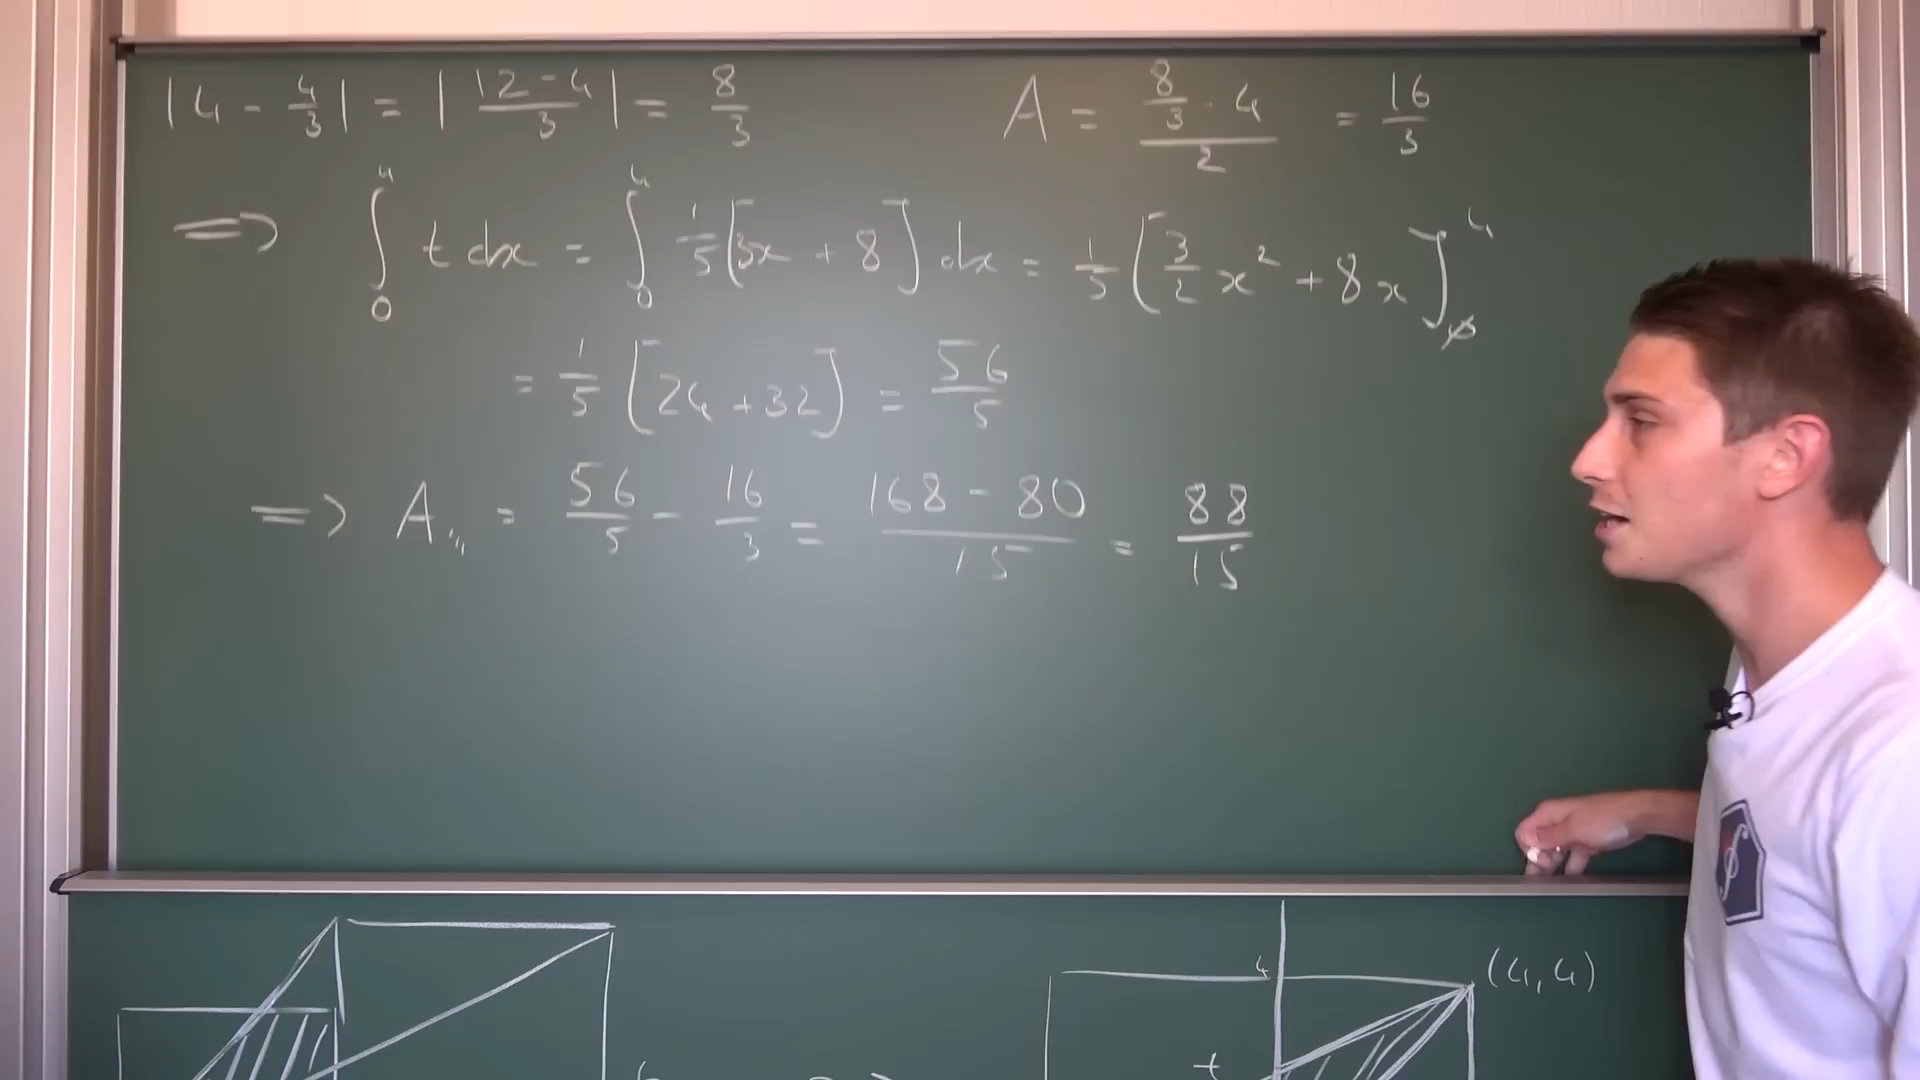 |4 - 4/3| = |(12 - 4)/3| = 8/3    A = (8/3 · 4)/2 = 16/3
⇒ ∫₀⁴ t dx = ∫₀⁴ 1/5 [3x + 8] dx = 1/5 [3/2 x² + 8x]₀⁴
= 1/5 [24 + 32] = 56/5
⇒ A,,, = 56/5 - 16/3 = (168 - 80)/15 = 88/15
4 (4, 4)
t